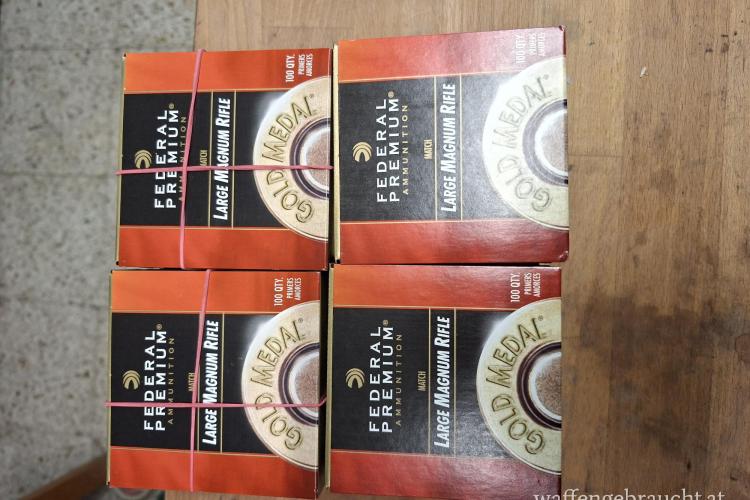 FEDERAL
PREMIUM®
AMMUNITION
MATCH
LARGE MAGNUM RIFLE
100 QTY.
PRIMERS
AMORCES
GOLD MEDAL®
FEDERAL
PREMIUM®
AMMUNITION
MATCH
LARGE MAGNUM RIFLE
100 QTY.
PRIMERS
AMORCES
GOLD MEDAL
FEDERAL
PREMIUM®
AMMUNITION
MATCH
LARGE MAGNUM RIFLE
100 QTY.
PRIMERS
AMORCES
GOLD MEDAL®
FEDERAL
PREMIUM®
AMMUNITION
MATCH
LARGE MAGNUM RIFLE
100 QTY.
PRIMERS
AMORCES
GOLD MEDAL®
waffengebraucht.at